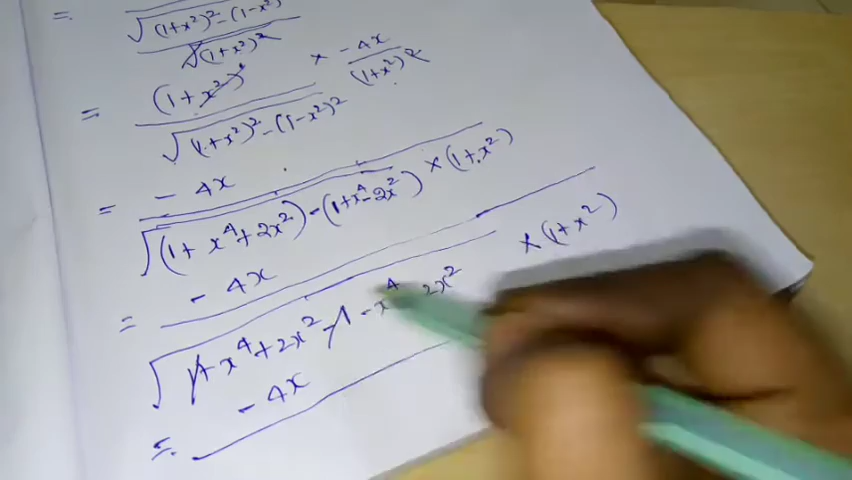 = √(1+x²)² - (1-x²)²
√(1+x²)²
= (1+x²) × -4x
√(1+x²)² - (1-x²)² (1+x²)²
= -4x
√(1+x⁴+2x²) - (1+x⁴-2x²) × (1+x²)
= -4x
√1+x⁴+2x² - 1 - x⁴ 2x² × (1+x²)
= -4x